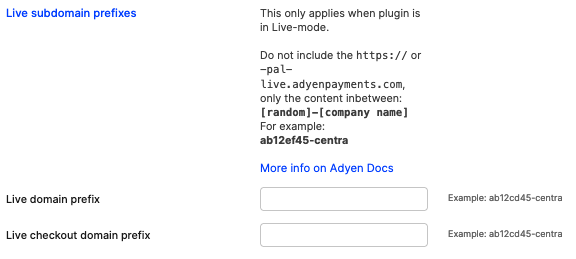 Live subdomain prefixes
This only applies when plugin is
in Live-mode.
Do not include the https:// or
-pal-
live.adyenpayments.com,
only the content inbetween:
[random]-[company name]
For example:
ab12ef45-centra
More info on Adyen Docs
Live domain prefix
Example: ab12cd45-centra
Live checkout domain prefix
Example: ab12cd45-centra